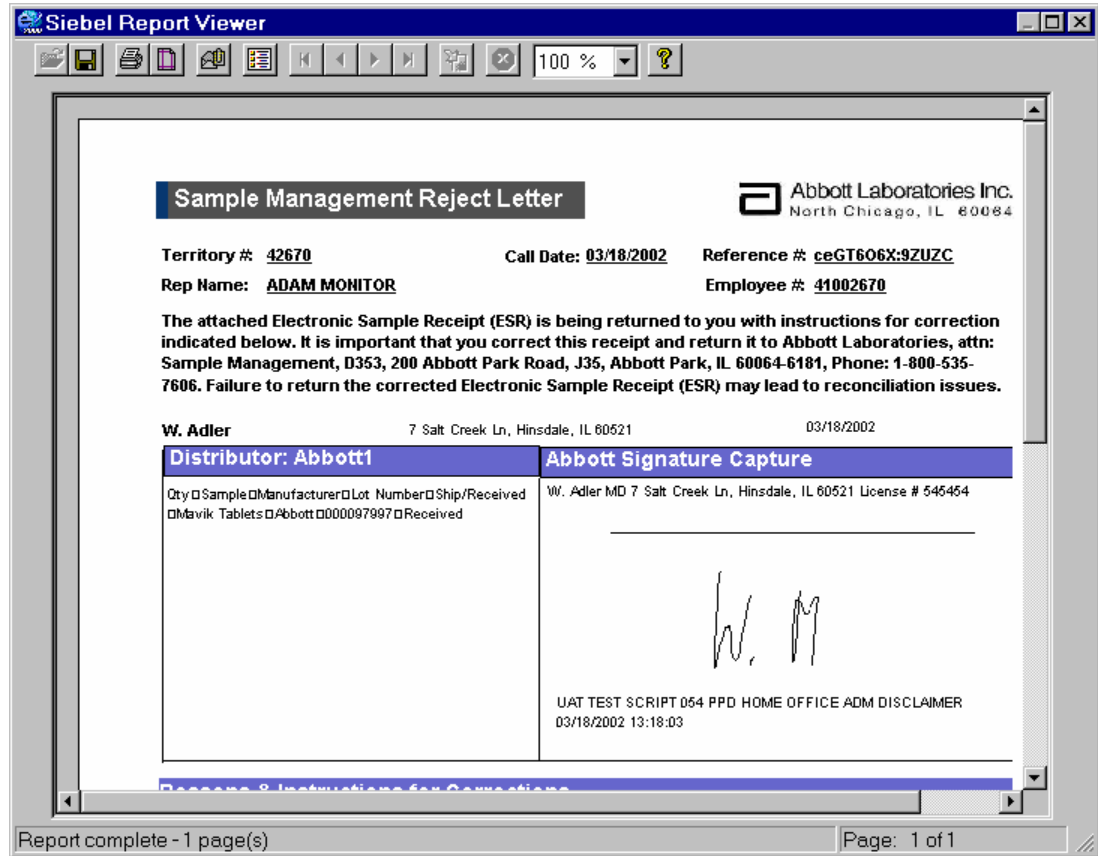 Siebel Report Viewer
100 %
Sample Management Reject Letter
Abbott Laboratories Inc.
North Chicago, IL 60064
Territory #: 42670 Call Date: 03/18/2002 Reference #: ceGT6O6X:9ZUZC
Rep Name: ADAM MONITOR Employee #: 41002670
The attached Electronic Sample Receipt (ESR) is being returned to you with instructions for correction
indicated below. It is important that you correct this receipt and return it to Abbott Laboratories, attn:
Sample Management, D353, 200 Abbott Park Road, J35, Abbott Park, IL 60064-6181, Phone: 1-800-535-
7606. Failure to return the corrected Electronic Sample Receipt (ESR) may lead to reconciliation issues.
W. Adler 7 Salt Creek Ln, Hinsdale, IL 60521 03/18/2002
Distributor: Abbott1
Qty□Sample□Manufacturer□Lot Number□Ship/Received
□Mavik Tablets□Abbott□000097997□Received
Abbott Signature Capture
W. Adler MD 7 Salt Creek Ln, Hinsdale, IL 60521 License # 545454
W. M
UAT TEST SCRIPT 054 PPD HOME OFFICE ADM DISCLAIMER
03/18/2002 13:18:03
Reasons & Instructions for Corrections
Report complete - 1 page(s)
Page: 1 of 1